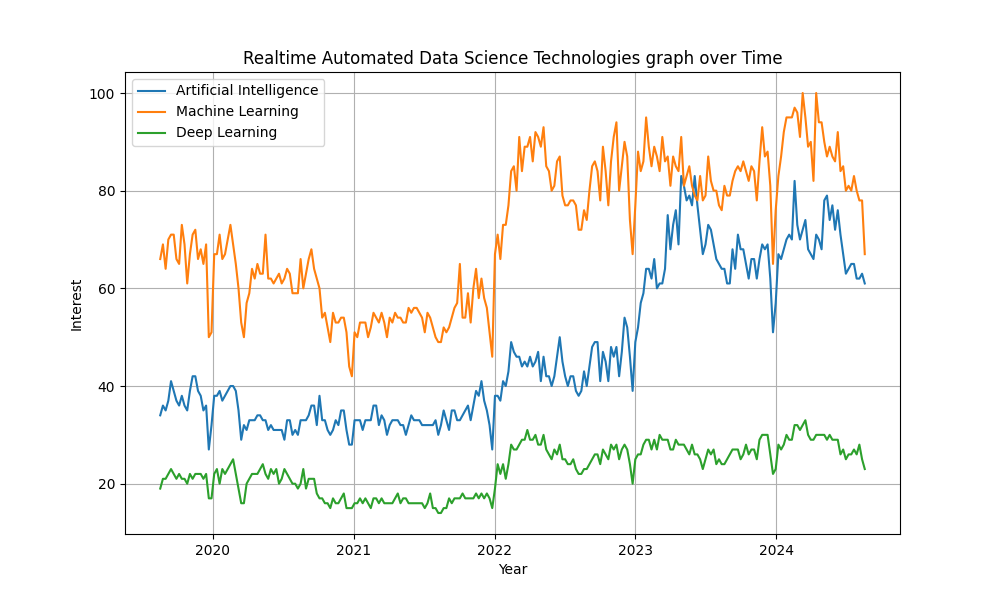 Realtime Automated Data Science Technologies graph over Time
Artificial Intelligence
Machine Learning
Deep Learning
100
80
60
40
20
Interest
2020 2021 2022 2023 2024
Year